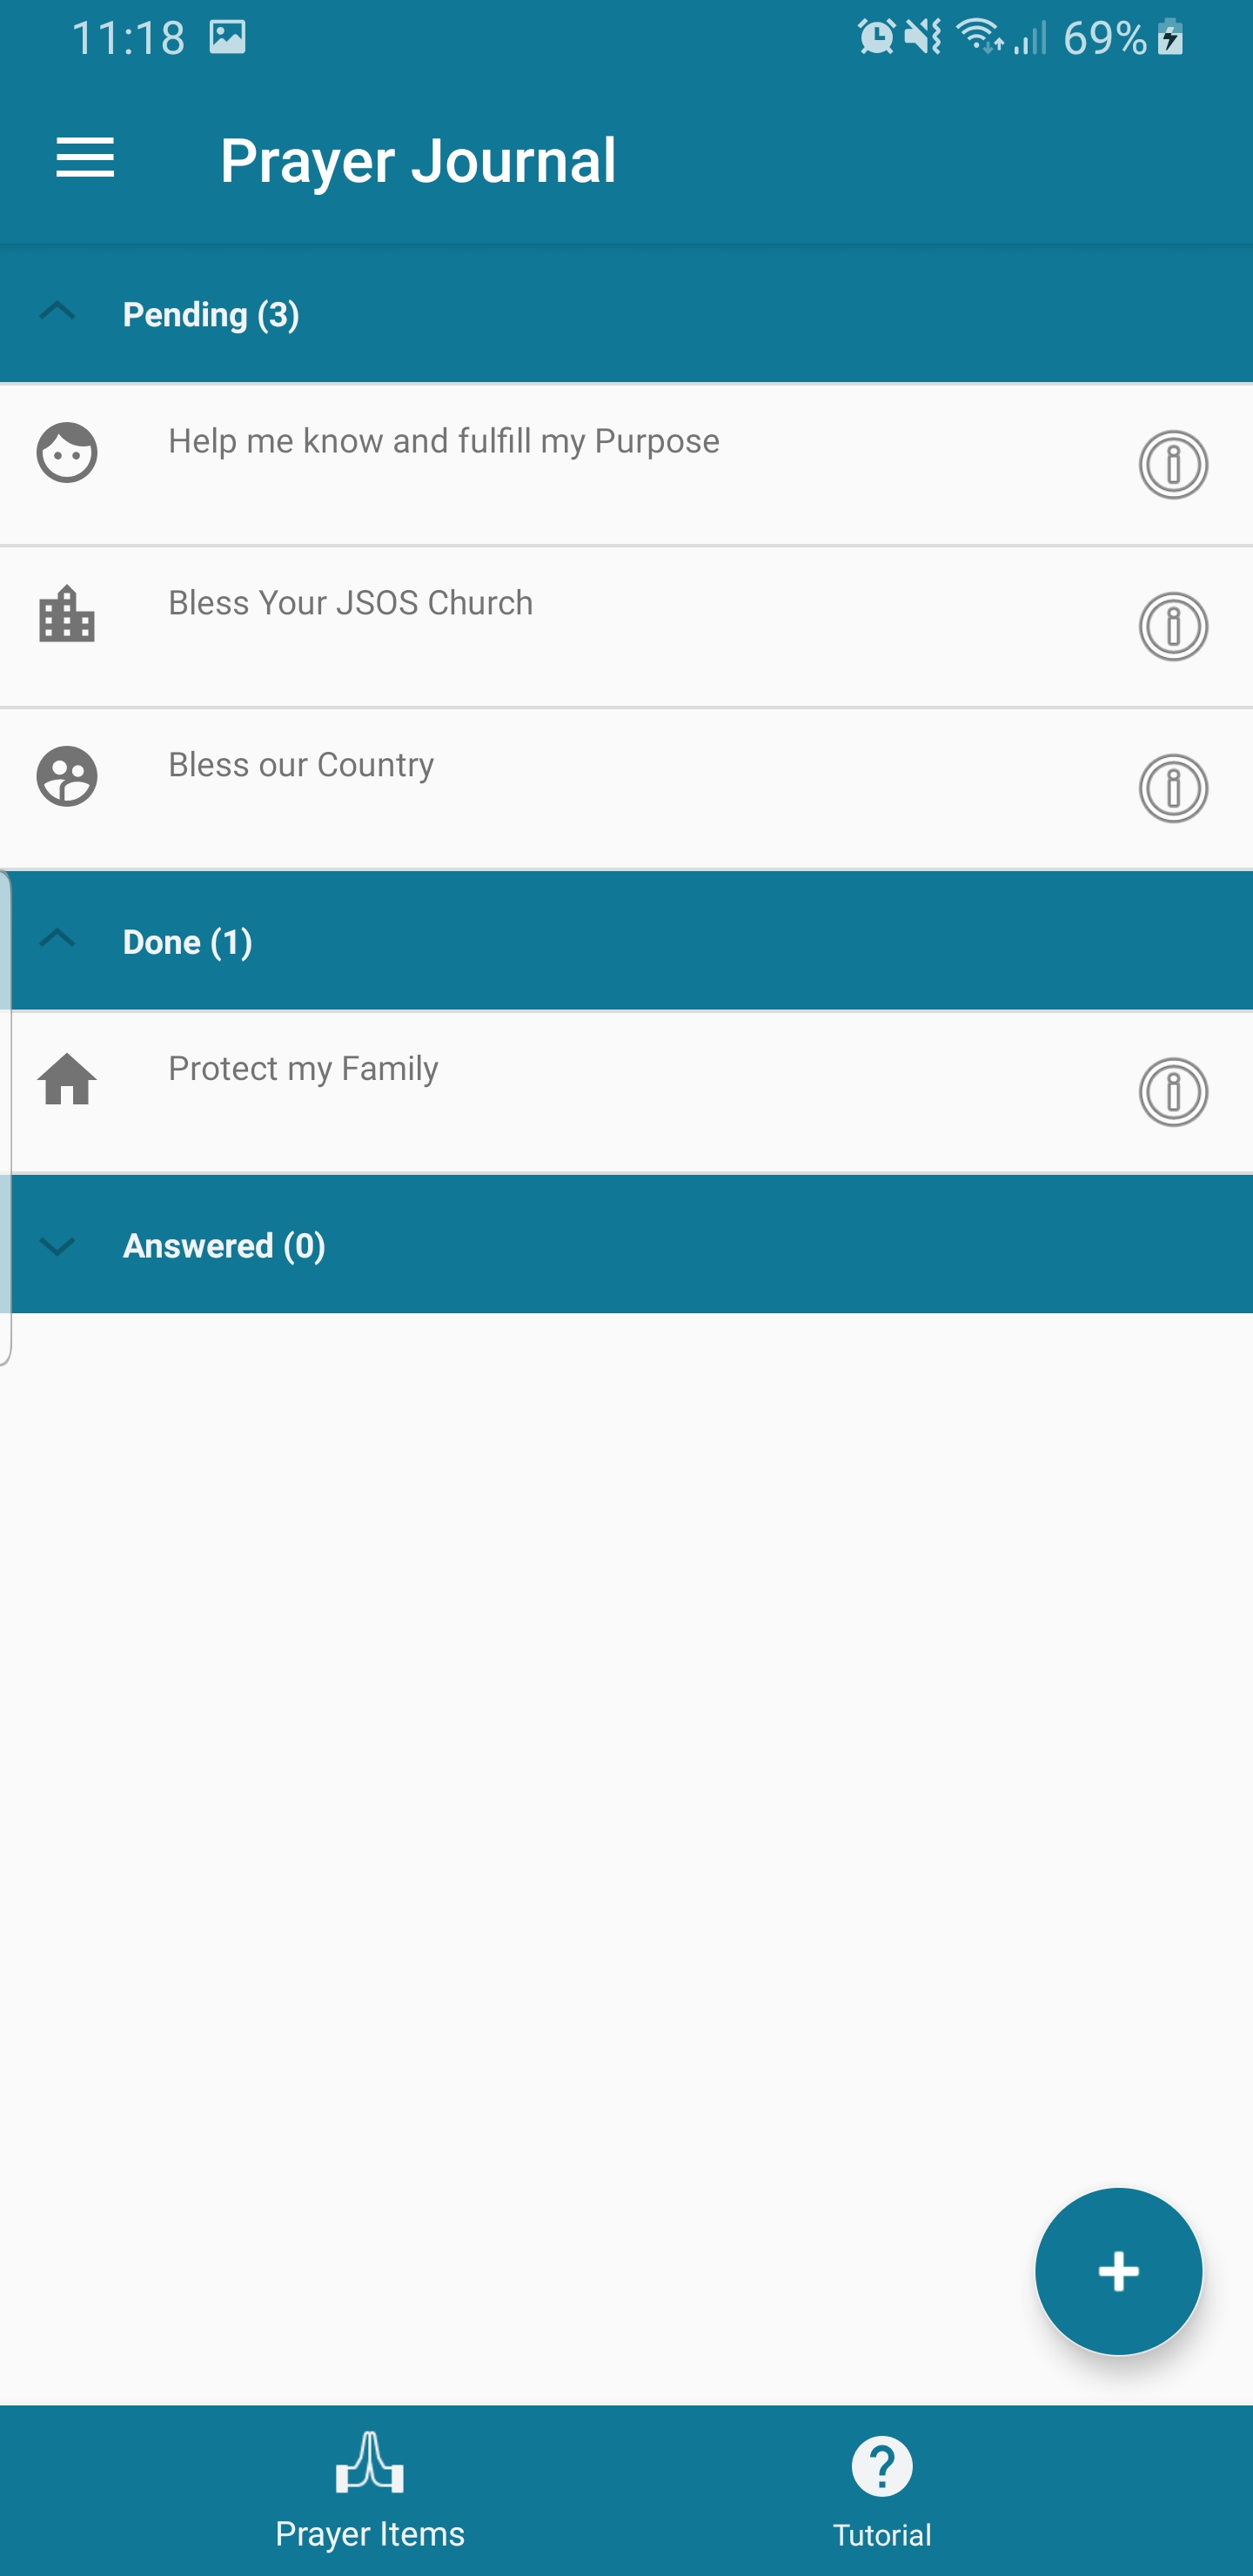 11:18
69%
Prayer Journal
Pending (3)
Help me know and fulfill my Purpose
Bless Your JSOS Church
Bless our Country
Done (1)
Protect my Family
Answered (0)
Prayer Items
Tutorial